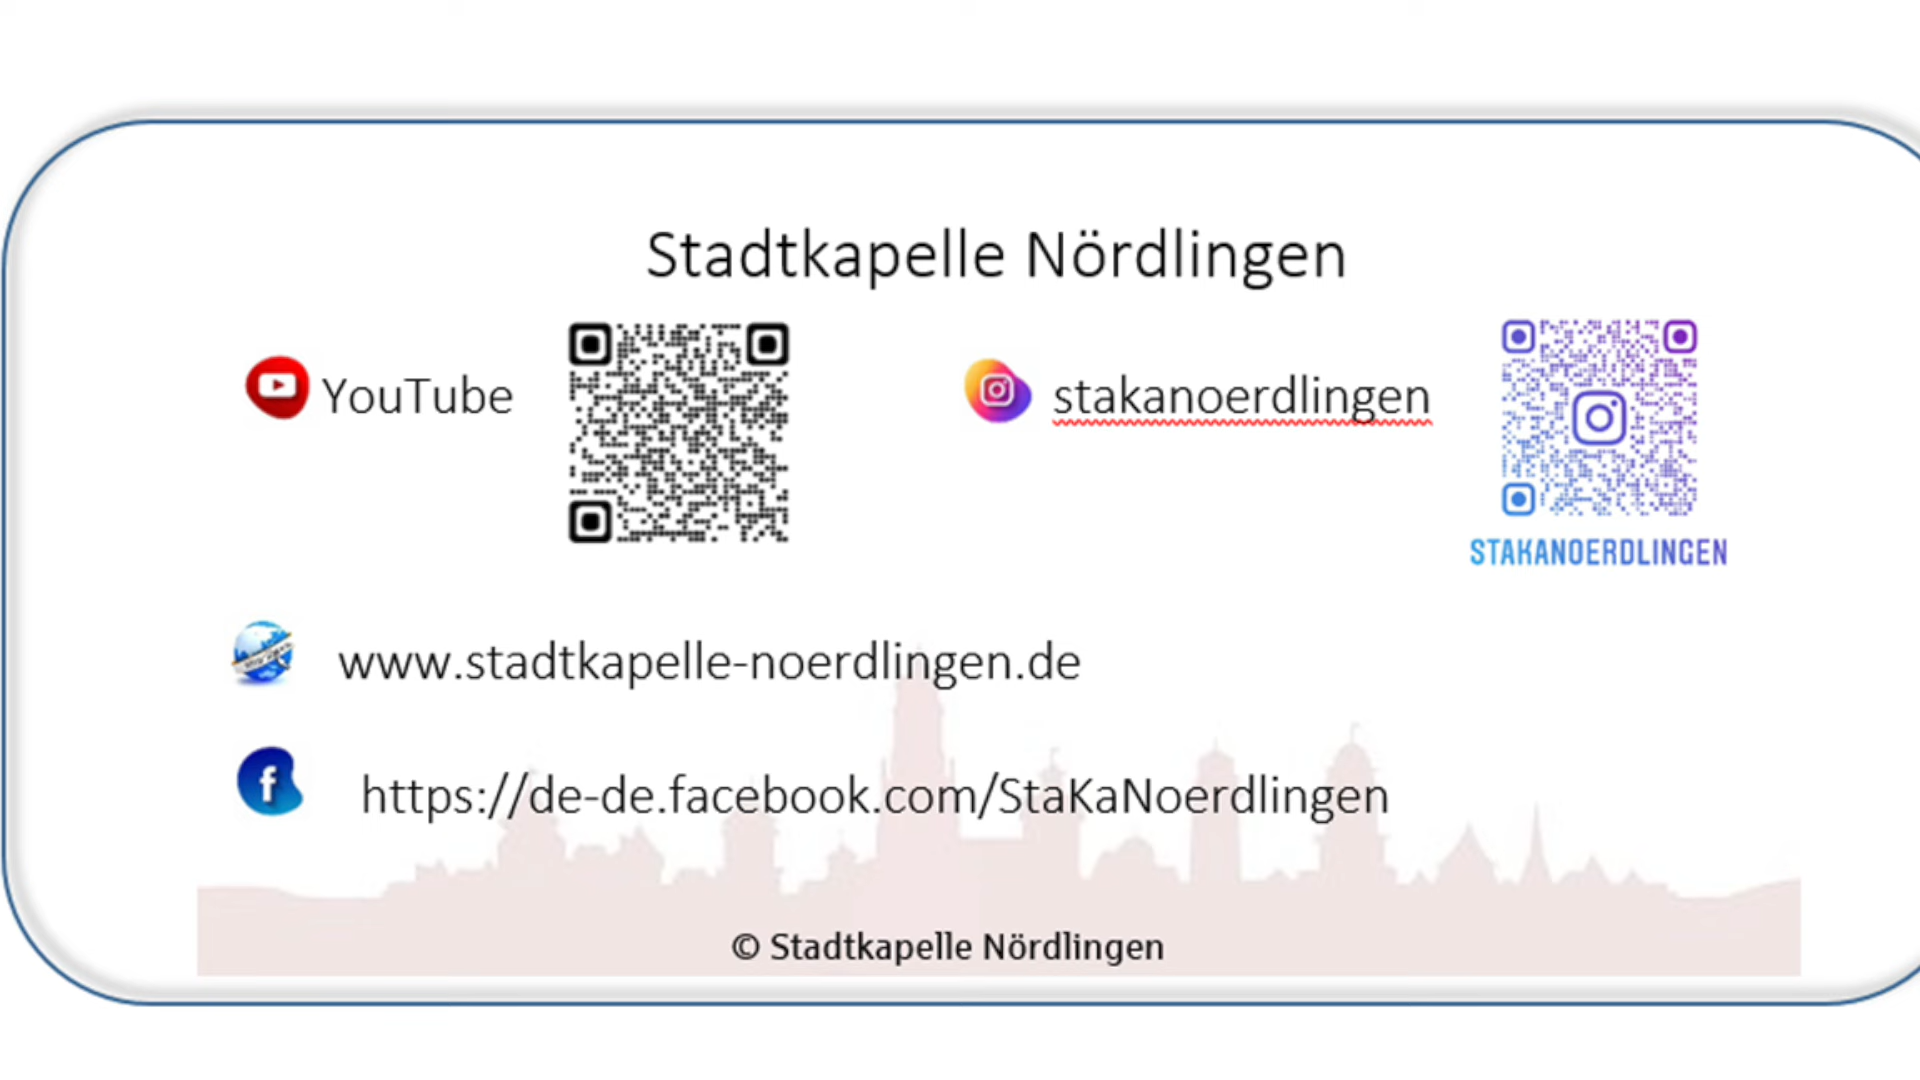 Stadtkapelle Nördlingen
YouTube
stakanoerdlingen
STAKANOERDLINGEN
www.stadtkapelle-noerdlingen.de
https://de-de.facebook.com/StaKaNoerdlingen
© Stadtkapelle Nördlingen